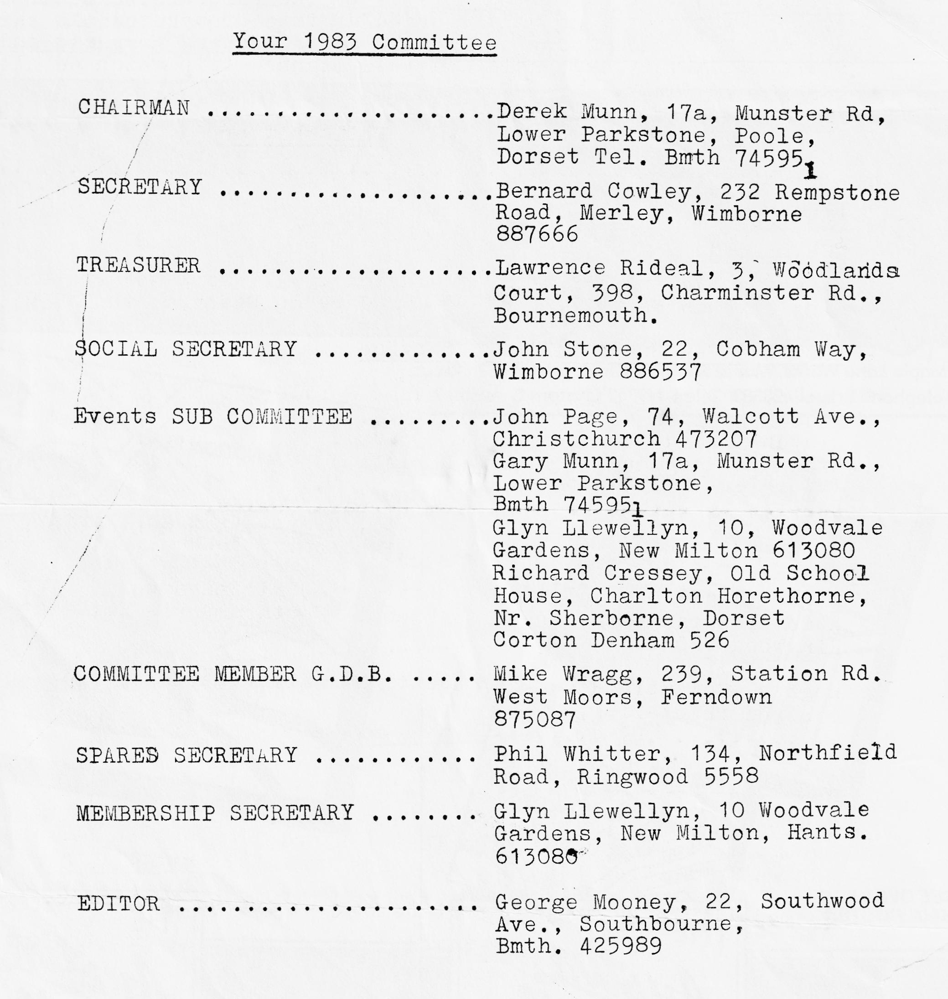 Your 1983 Committee
CHAIRMAN .....................Derek Munn, 17a, Munster Rd,
Lower Parkstone, Poole,
Dorset Tel. Bmth 745951
SECRETARY ....................Bernard Cowley, 232 Rempstone
Road, Merley, Wimborne
887666
TREASURER ....................Lawrence Rideal, 3, Woodlands
Court, 398, Charminster Rd.,
Bournemouth.
SOCIAL SECRETARY .............John Stone, 22, Cobham Way,
Wimborne 886537
Events SUB COMMITTEE .........John Page, 74, Walcott Ave.,
Christchurch 473207
Gary Munn, 17a, Munster Rd.,
Lower Parkstone,
Bmth 745951
Glyn Llewellyn, 10, Woodvale
Gardens, New Milton 613080
Richard Cressey, Old School
House, Charlton Horethorne,
Nr. Sherborne, Dorset
Corton Denham 526
COMMITTEE MEMBER G.D.B. ..... Mike Wragg, 239, Station Rd.
West Moors, Ferndown
875087
SPARES SECRETARY ............ Phil Whitter, 134, Northfield
Road, Ringwood 5558
MEMBERSHIP SECRETARY ........ Glyn Llewellyn, 10 Woodvale
Gardens, New Milton, Hants.
613080
EDITOR ...................... George Mooney, 22, Southwood
Ave., Southbourne,
Bmth. 425989